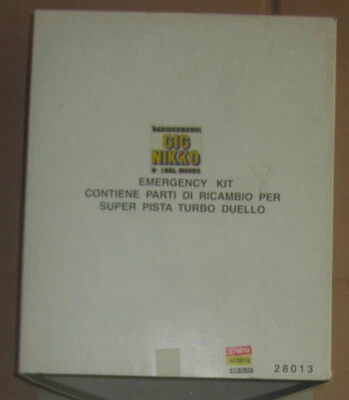 RADIOCOMANDI
GIG
NIKKO
N° 1 NEL MONDO
EMERGENCY KIT
CONTIENE PARTI DI RICAMBIO PER
SUPER PISTA TURBO DUELLO
28013